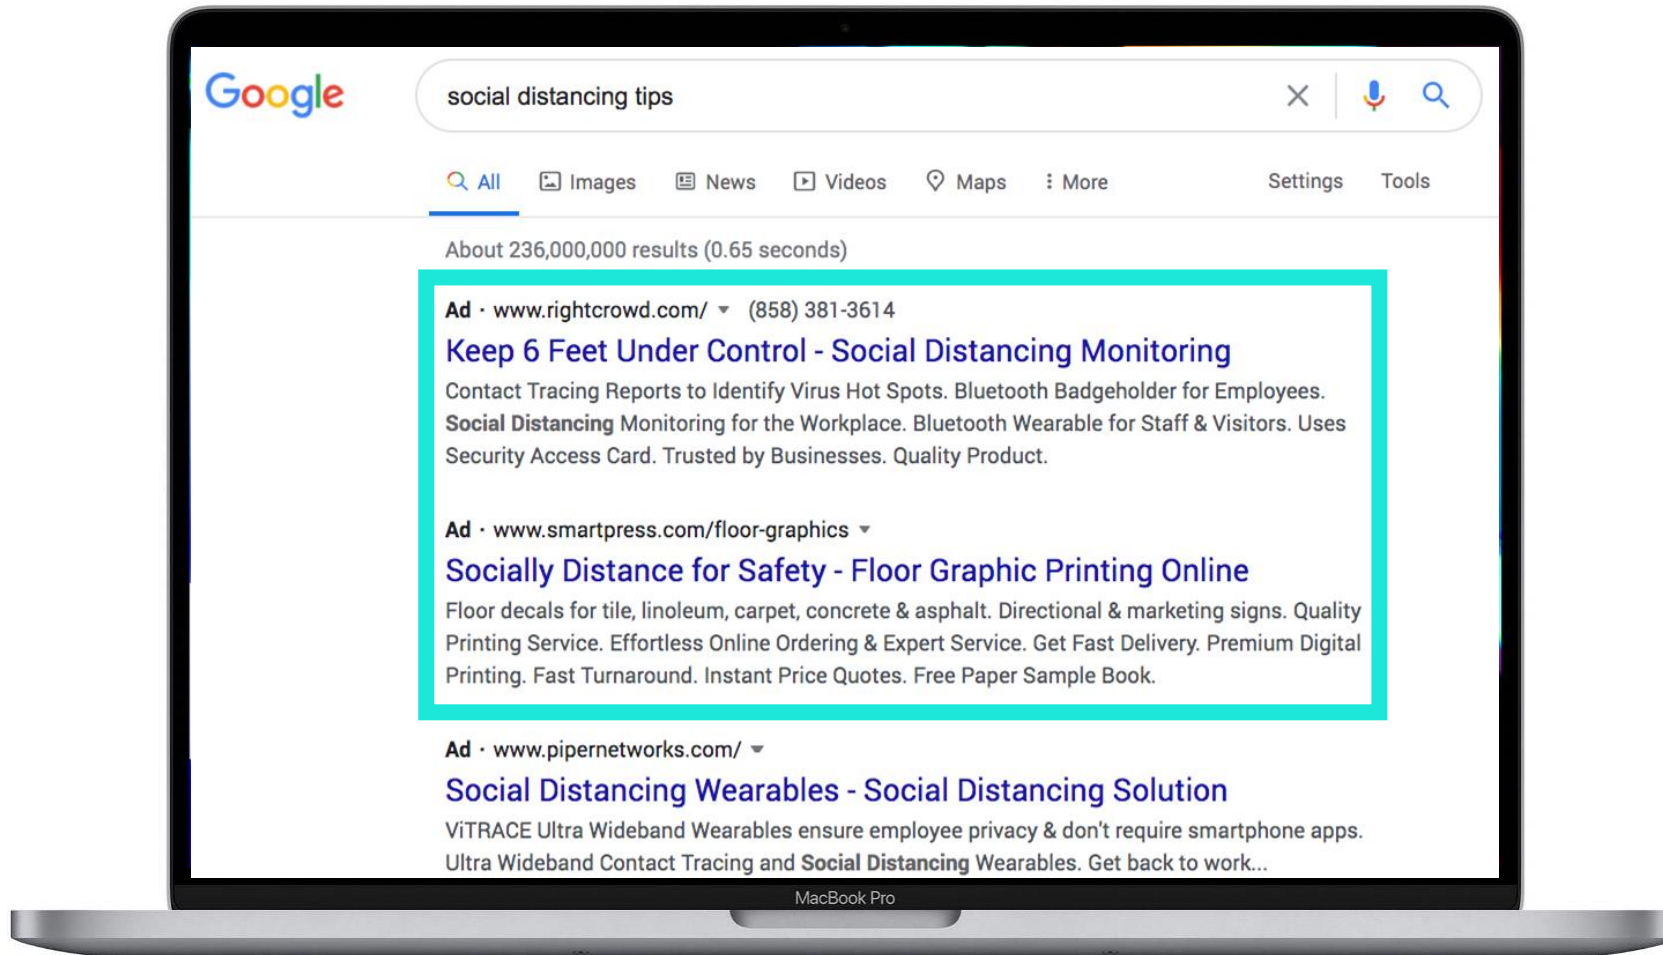 Google
social distancing tips
All Images News Videos Maps More Settings Tools
About 236,000,000 results (0.65 seconds)
Ad · www.rightcrowd.com/ (858) 381-3614
Keep 6 Feet Under Control - Social Distancing Monitoring
Contact Tracing Reports to Identify Virus Hot Spots. Bluetooth Badgeholder for Employees.
Social Distancing Monitoring for the Workplace. Bluetooth Wearable for Staff & Visitors. Uses
Security Access Card. Trusted by Businesses. Quality Product.
Ad · www.smartpress.com/floor-graphics
Socially Distance for Safety - Floor Graphic Printing Online
Floor decals for tile, linoleum, carpet, concrete & asphalt. Directional & marketing signs. Quality
Printing Service. Effortless Online Ordering & Expert Service. Get Fast Delivery. Premium Digital
Printing. Fast Turnaround. Instant Price Quotes. Free Paper Sample Book.
Ad · www.pipernetworks.com/
Social Distancing Wearables - Social Distancing Solution
ViTRACE Ultra Wideband Wearables ensure employee privacy & don't require smartphone apps.
Ultra Wideband Contact Tracing and Social Distancing Wearables. Get back to work...
MacBook Pro